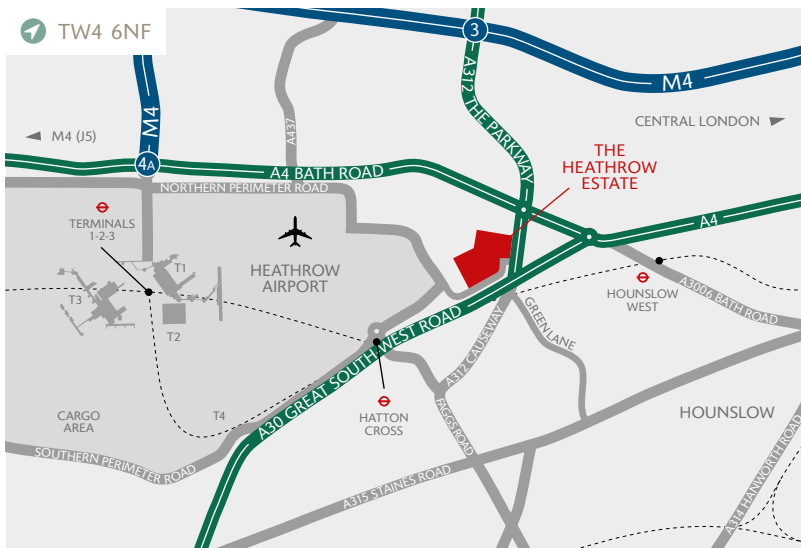 TW4 6NF
3
M4
A312 THE PARKWAY
M4
A437
M4 (J5)
CENTRAL LONDON
THE
HEATHROW
ESTATE
4A
A4 BATH ROAD
NORTHERN PERIMETER ROAD
TERMINALS
1-2-3
A4
T1
HEATHROW
AIRPORT
T3
T2
HOUNSLOW
WEST
A3006 BATH ROAD
GREEN LANE
A312 CAUSEWAY
A30 GREAT SOUTH WEST ROAD
HATTON
CROSS
FAGGS ROAD
CARGO
AREA
T4
HOUNSLOW
SOUTHERN PERIMETER ROAD
A315 STAINES ROAD
A314 HANWORTH ROAD